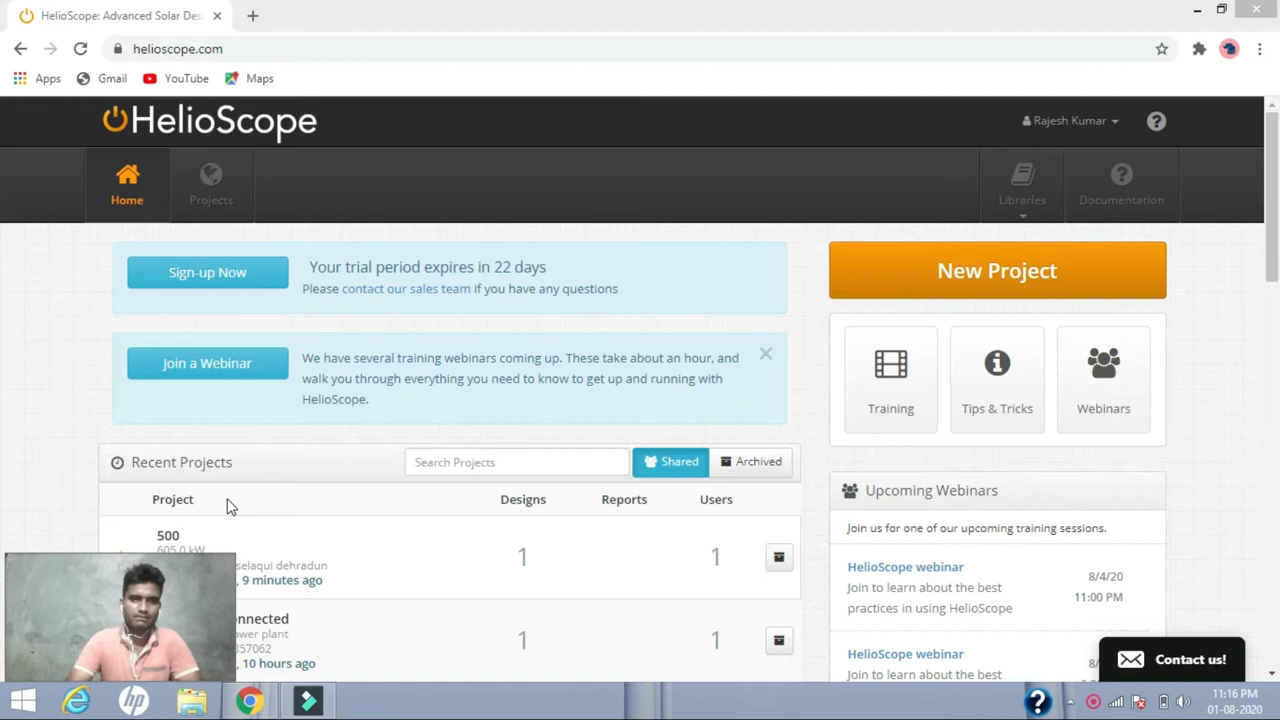 HelioScope: Advanced Solar Des
helioscope.com
Apps
Gmail
YouTube
Maps
HelioScope
Rajesh Kumar
Home
Projects
Libraries
Documentation
Sign-up Now
Your trial period expires in 22 days
Please contact our sales team if you have any questions
New Project
Join a Webinar
We have several training webinars coming up. These take about an hour, and
walk you through everything you need to know to get up and running with
HelioScope.
Training
Tips & Tricks
Webinars
Recent Projects
Search Projects
Shared
Archived
Project
Designs
Reports
Users
500
605.0 kW
selaqui dehradun
, 9 minutes ago
1
1
onnected
ower plant
357062
, 10 hours ago
1
1
Upcoming Webinars
Join us for one of our upcoming training sessions.
HelioScope webinar
Join to learn about the best
practices in using HelioScope
8/4/20
11:00 PM
HelioScope webinar
Join to learn about the best
8/
Contact us!
hp
11:16 PM
01-08-2020